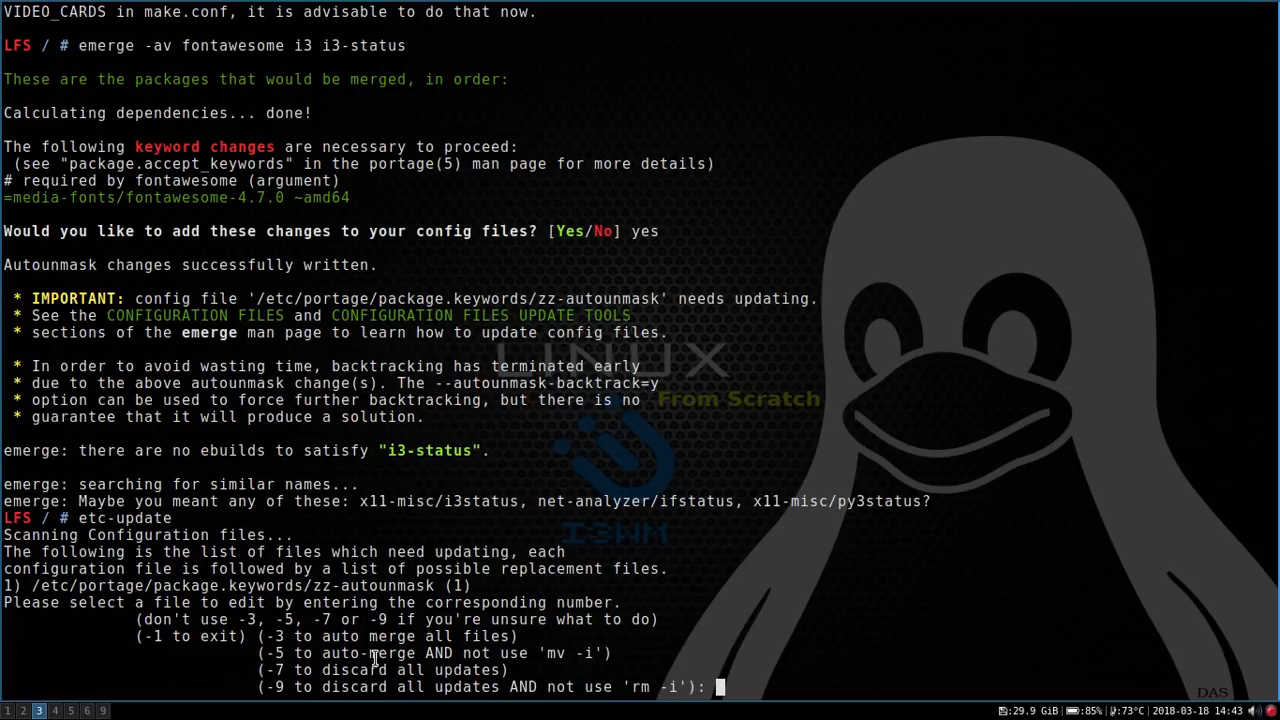 VIDEO_CARDS in make.conf, it is advisable to do that now.
LFS / # emerge -av fontawesome i3 i3-status
These are the packages that would be merged, in order:
Calculating dependencies... done!
The following keyword changes are necessary to proceed:
(see "package.accept_keywords" in the portage(5) man page for more details)
# required by fontawesome (argument)
=media-fonts/fontawesome-4.7.0 ~amd64
Would you like to add these changes to your config files? [Yes/No] yes
Autounmask changes successfully written.
* IMPORTANT: config file '/etc/portage/package.keywords/zz-autounmask' needs updating.
* See the CONFIGURATION FILES and CONFIGURATION FILES UPDATE TOOLS
* sections of the emerge man page to learn how to update config files.
LINUX
* In order to avoid wasting time, backtracking has terminated early
* due to the above autounmask change(s). The --autounmask-backtrack=y
* option can be used to force further backtracking, but there is no
From Scratch
* guarantee that it will produce a solution.
emerge: there are no ebuilds to satisfy "i3-status".
emerge: searching for similar names...
emerge: Maybe you meant any of these: x11-misc/i3status, net-analyzer/ifstatus, x11-misc/py3status?
LFS / # etc-update
I3WM
Scanning Configuration files...
The following is the list of files which need updating, each
configuration file is followed by a list of possible replacement files.
1) /etc/portage/package.keywords/zz-autounmask (1)
Please select a file to edit by entering the corresponding number.
(don't use -3, -5, -7 or -9 if you're unsure what to do)
(-1 to exit) (-3 to auto merge all files)
(-5 to auto-merge AND not use 'mv -i')
(-7 to discard all updates)
(-9 to discard all updates AND not use 'rm -i'):
DAS
1 2 3 4 5 6 9 :29.9 GiB :85% :73°C 2018-03-18 14:43